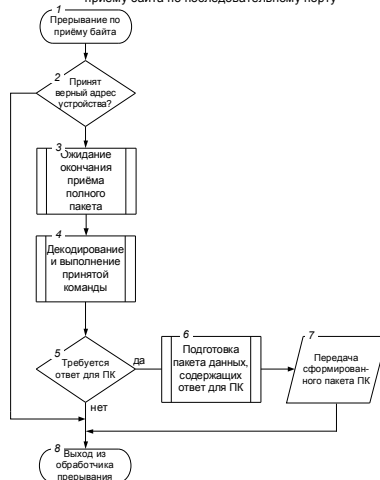 приёму байта по последовательному порту
1
Прерывание по
приёму байта
2
Принят
верный адрес
устройства?
3
Ожидание
окончания
приёма
полного
пакета
4
Декодирование
и выполнение
принятой
команды
5
Требуется
ответ для ПК
да
нет
6
Подготовка
пакета данных,
содержащих
ответ для ПК
7
Передача
сформирован-
ного пакета ПК
8
Выход из
обработчика
прерывания